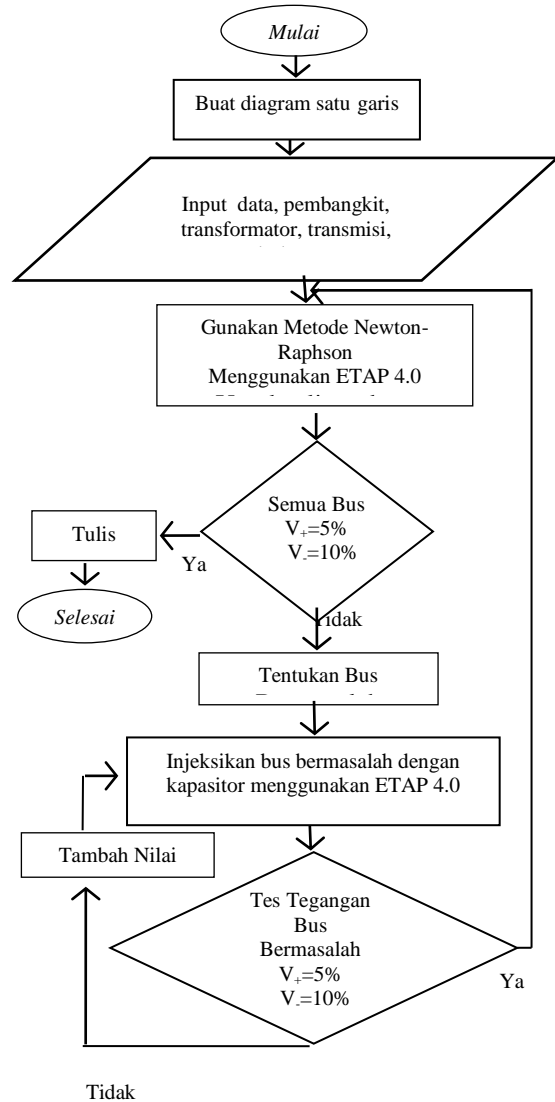 Mulai
Buat diagram satu garis
Input data, pembangkit,
transformator, transmisi,
Gunakan Metode Newton-
Raphson
Menggunakan ETAP 4.0
Semua Bus
V₊=5%
V₋=10%
Ya
Tulis
Selesai
Tidak
Tentukan Bus
Injeksikan bus bermasalah dengan
kapasitor menggunakan ETAP 4.0
Tambah Nilai
Tes Tegangan
Bus
Bermasalah
V₊=5%
V₋=10%
Ya
Tidak